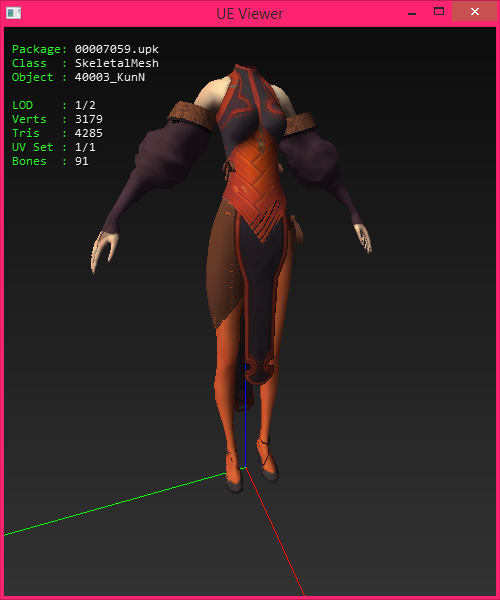 UE Viewer
Package: 00007059.upk
Class  : SkeletalMesh
Object : 40003_KunN
LOD    : 1/2
Verts  : 3179
Tris   : 4285
UV Set : 1/1
Bones  : 91